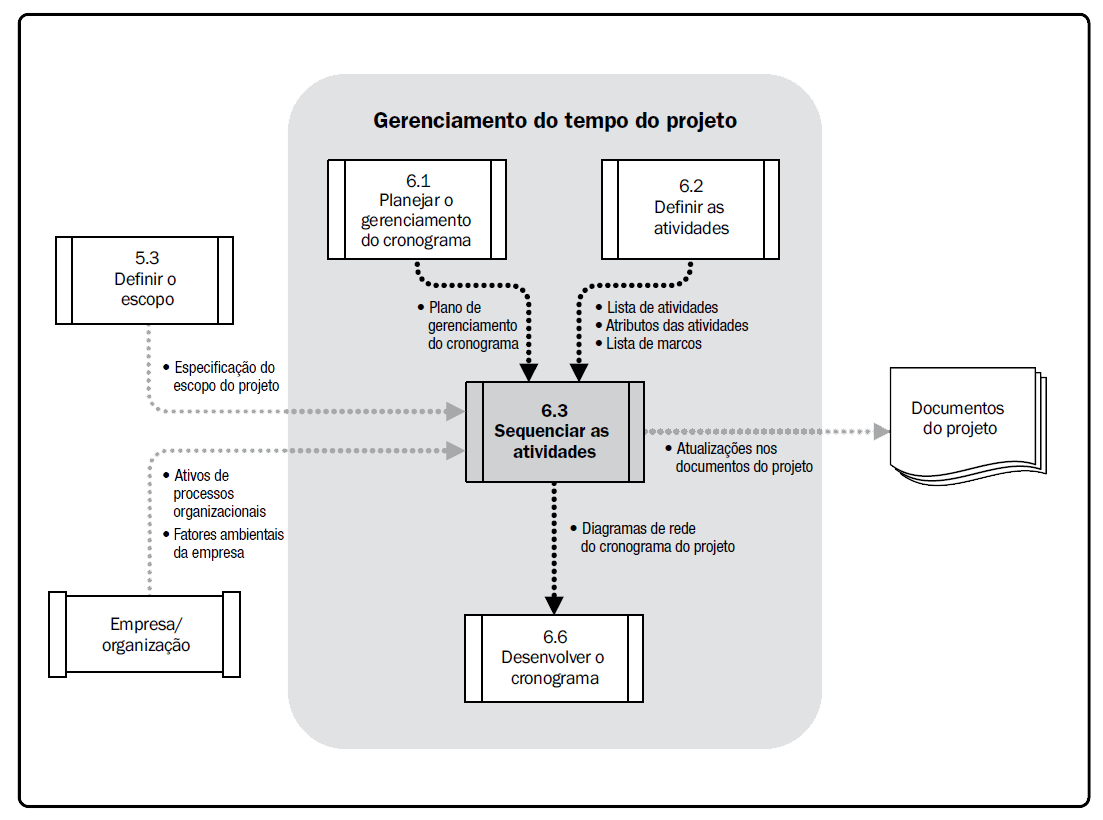 Gerenciamento do tempo do projeto
6.1
Planejar o
gerenciamento
do cronograma
6.2
Definir as
atividades
5.3
Definir o
escopo
• Plano de
gerenciamento
do cronograma
• Lista de atividades
• Atributos das atividades
• Lista de marcos
• Especificação do
escopo do projeto
6.3
Sequenciar as
atividades
Documentos
do projeto
• Atualizações nos
documentos do projeto
• Ativos de
processos
organizacionais
• Fatores ambientais
da empresa
• Diagramas de rede
do cronograma do projeto
Empresa/
organização
6.6
Desenvolver o
cronograma